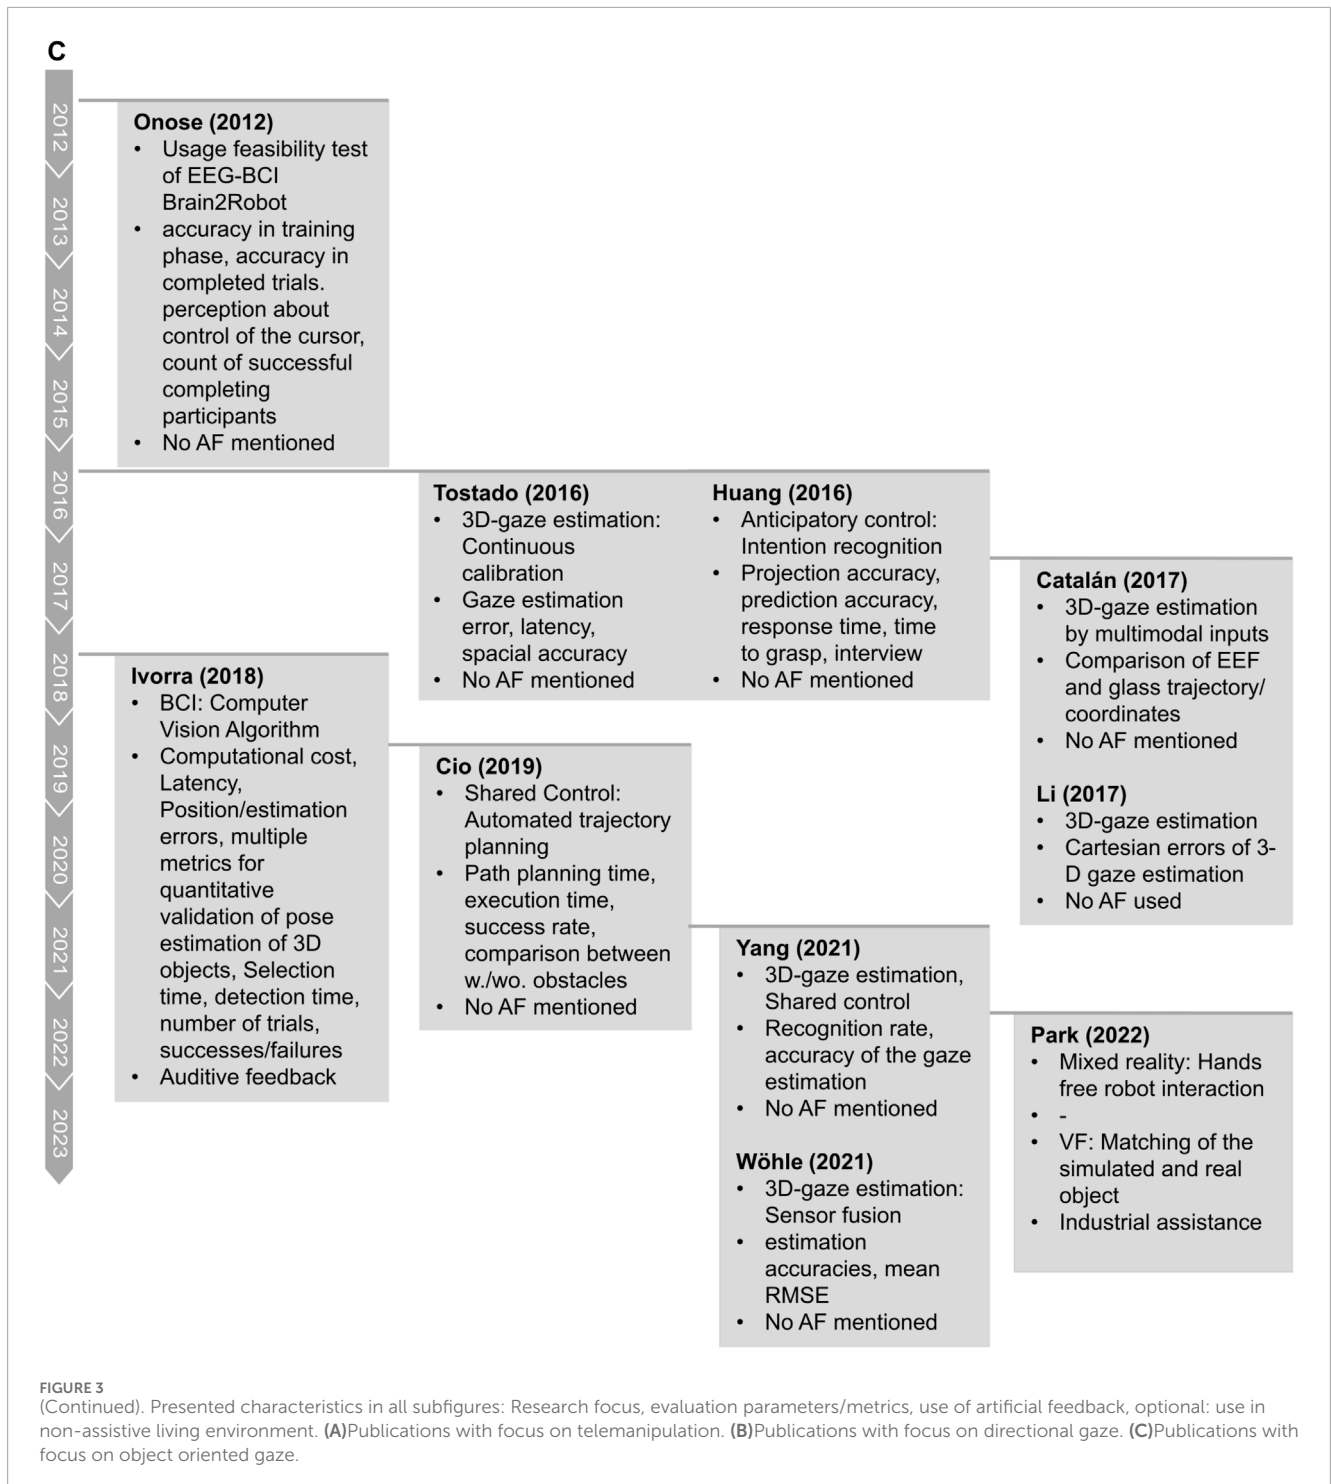 C
2012
2013
2014
2015
2016
2017
2018
2019
2020
2021
2022
2023
Onose (2012)
• Usage feasibility test
of EEG-BCI
Brain2Robot
• accuracy in training
phase, accuracy in
completed trials.
perception about
control of the cursor,
count of successful
completing
participants
• No AF mentioned
Tostado (2016)
• 3D-gaze estimation:
Continuous
calibration
• Gaze estimation
error, latency,
spacial accuracy
• No AF mentioned
Huang (2016)
• Anticipatory control:
Intention recognition
• Projection accuracy,
prediction accuracy,
response time, time
to grasp, interview
• No AF mentioned
Catalán (2017)
• 3D-gaze estimation
by multimodal inputs
• Comparison of EEF
and glass trajectory/
coordinates
• No AF mentioned
Li (2017)
• 3D-gaze estimation
• Cartesian errors of 3-
D gaze estimation
• No AF used
Ivorra (2018)
• BCI: Computer
Vision Algorithm
• Computational cost,
Latency,
Position/estimation
errors, multiple
metrics for
quantitative
validation of pose
estimation of 3D
objects, Selection
time, detection time,
number of trials,
successes/failures
• Auditive feedback
Cio (2019)
• Shared Control:
Automated trajectory
planning
• Path planning time,
execution time,
success rate,
comparison between
w./wo. obstacles
• No AF mentioned
Yang (2021)
• 3D-gaze estimation,
Shared control
• Recognition rate,
accuracy of the gaze
estimation
• No AF mentioned
Wöhle (2021)
• 3D-gaze estimation:
Sensor fusion
• estimation
accuracies, mean
RMSE
• No AF mentioned
Park (2022)
• Mixed reality: Hands
free robot interaction
• -
• VF: Matching of the
simulated and real
object
• Industrial assistance
FIGURE 3
(Continued). Presented characteristics in all subfigures: Research focus, evaluation parameters/metrics, use of artificial feedback, optional: use in
non-assistive living environment. (A)Publications with focus on telemanipulation. (B)Publications with focus on directional gaze. (C)Publications with
focus on object oriented gaze.